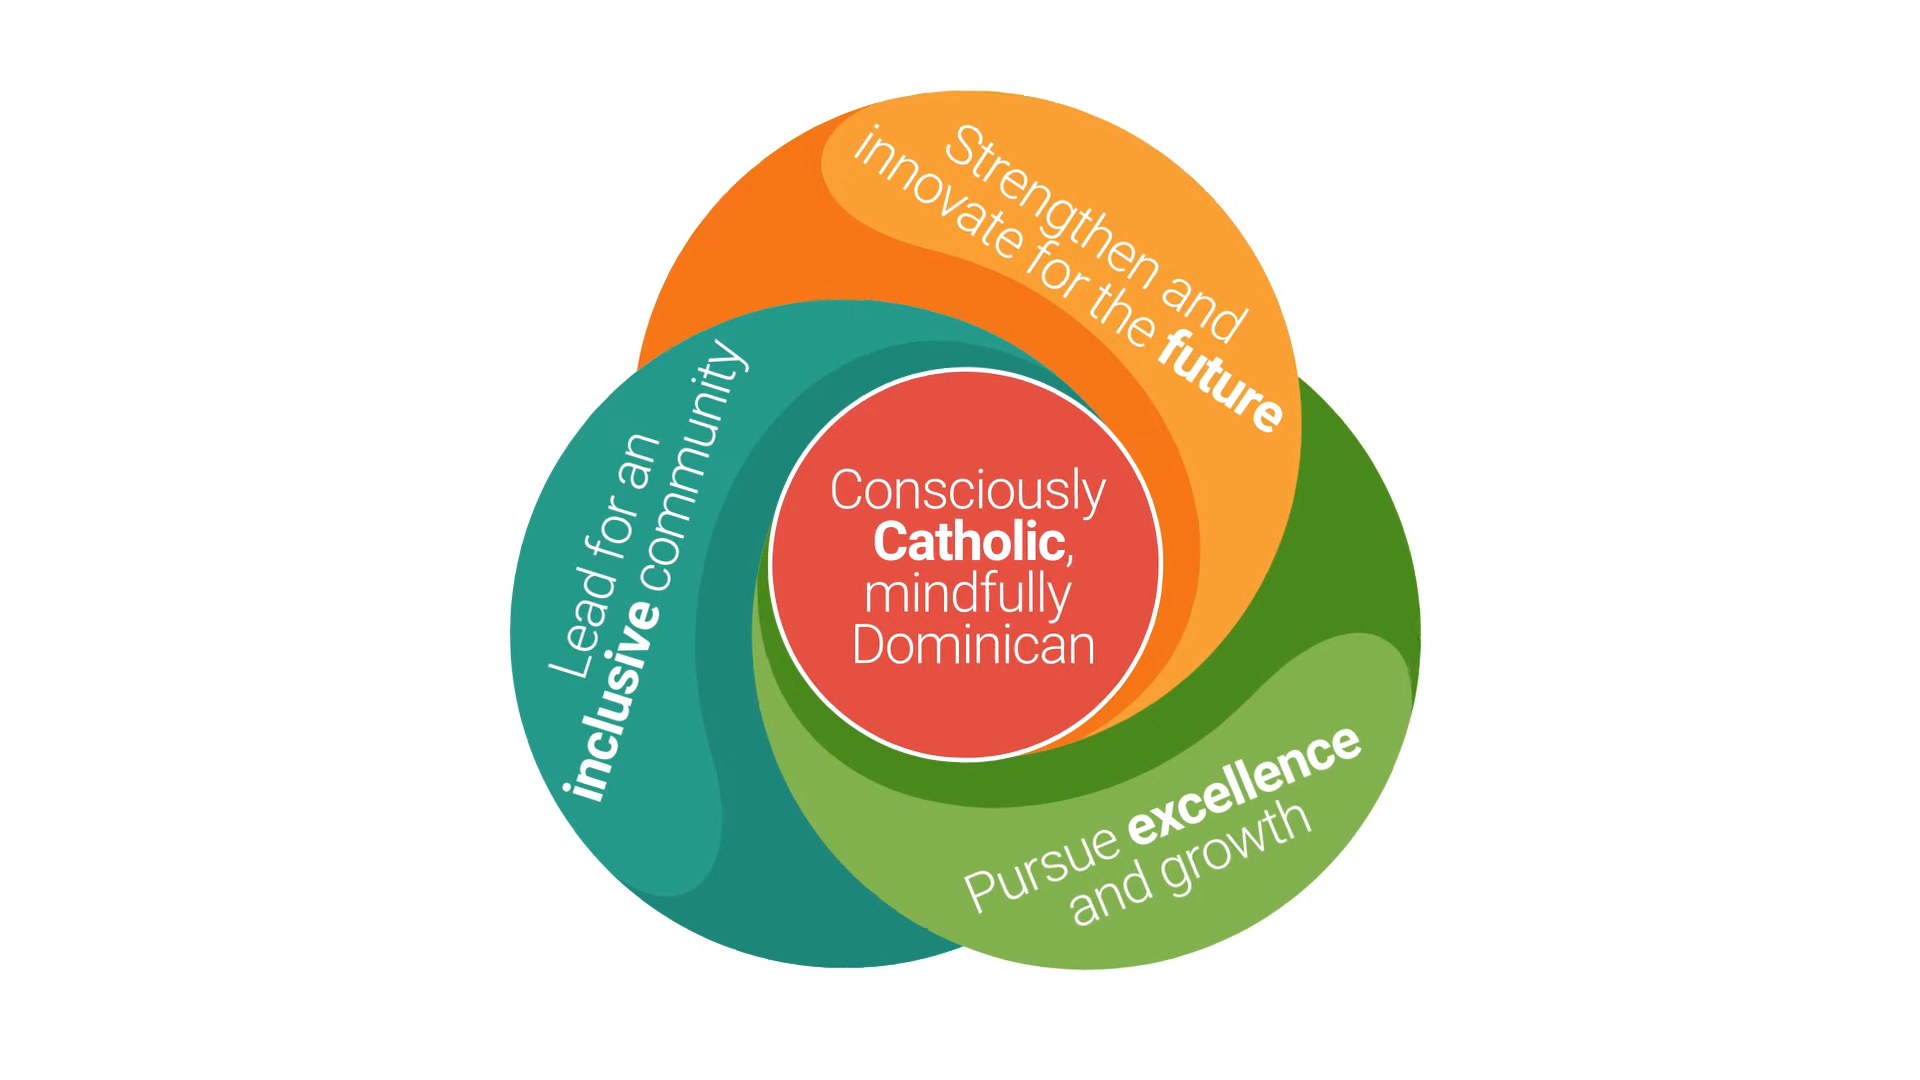 Strengthen and
innovate for the future
Lead for an
inclusive community
Consciously
Catholic,
mindfully
Dominican
Pursue excellence
and growth